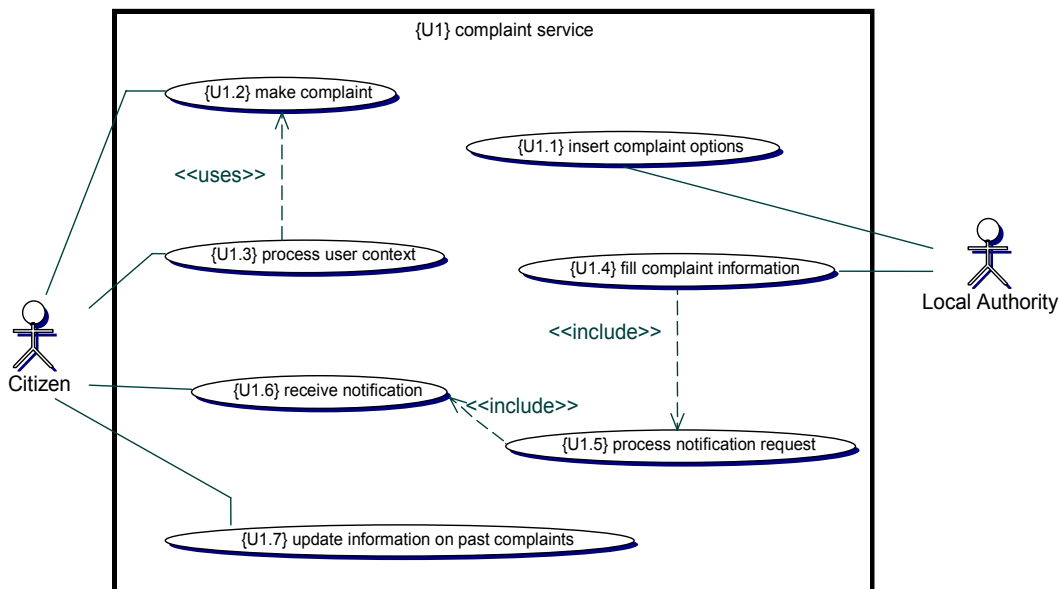 {U1} complaint service
{U1.2} make complaint
{U1.1} insert complaint options
<<uses>>
{U1.3} process user context
{U1.4} fill complaint information
Local Authority
<<include>>
Citizen
{U1.6} receive notification
<<include>>
{U1.5} process notification request
{U1.7} update information on past complaints